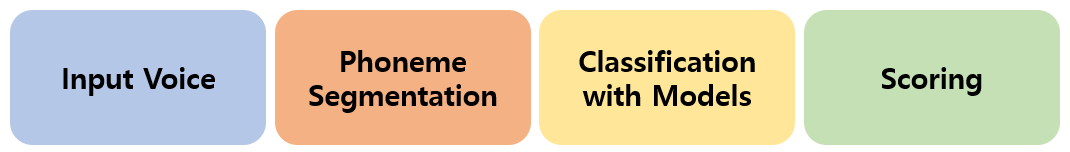 Input Voice
Phoneme
Segmentation
Classification
with Models
Scoring